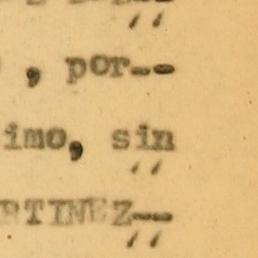 , por--
imo, sin
RTINEZ--